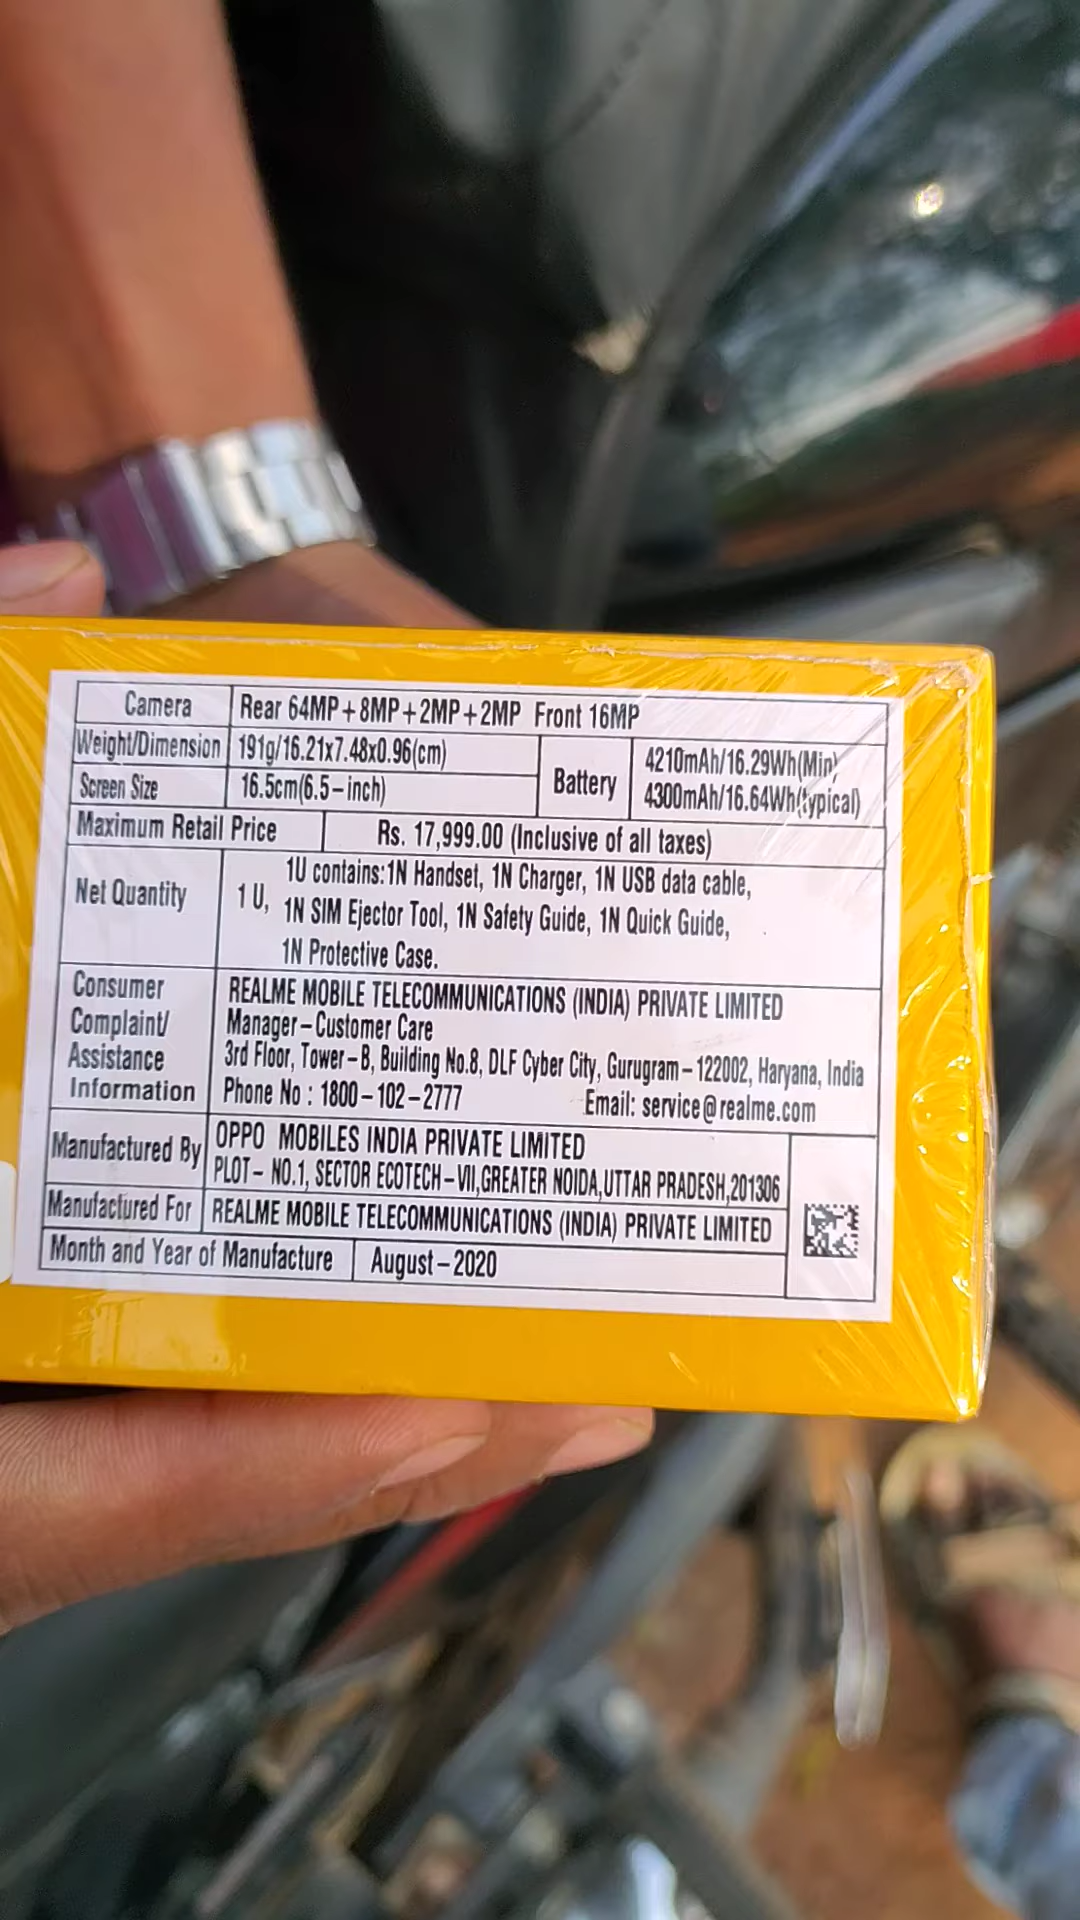 Camera Rear 64MP+8MP+2MP+2MP Front 16MP
Weight/Dimension 191g/16.21x7.48x0.96(cm)
Screen Size 16.5cm(6.5-inch)
Battery 4210mAh/16.29Wh(Min)
4300mAh/16.64Wh(typical)
Maximum Retail Price Rs. 17,999.00 (Inclusive of all taxes)
Net Quantity 1 U, 1U contains:1N Handset, 1N Charger, 1N USB data cable,
1N SIM Ejector Tool, 1N Safety Guide, 1N Quick Guide,
1N Protective Case.
Consumer Complaint/ Assistance Information
REALME MOBILE TELECOMMUNICATIONS (INDIA) PRIVATE LIMITED
Manager-Customer Care
3rd Floor, Tower-B, Building No.8, DLF Cyber City, Gurugram-122002, Haryana, India
Phone No : 1800-102-2777 Email: service@realme.com
Manufactured By OPPO MOBILES INDIA PRIVATE LIMITED
PLOT- NO.1, SECTOR ECOTECH-VII,GREATER NOIDA,UTTAR PRADESH,201306
Manufactured For REALME MOBILE TELECOMMUNICATIONS (INDIA) PRIVATE LIMITED
Month and Year of Manufacture August-2020